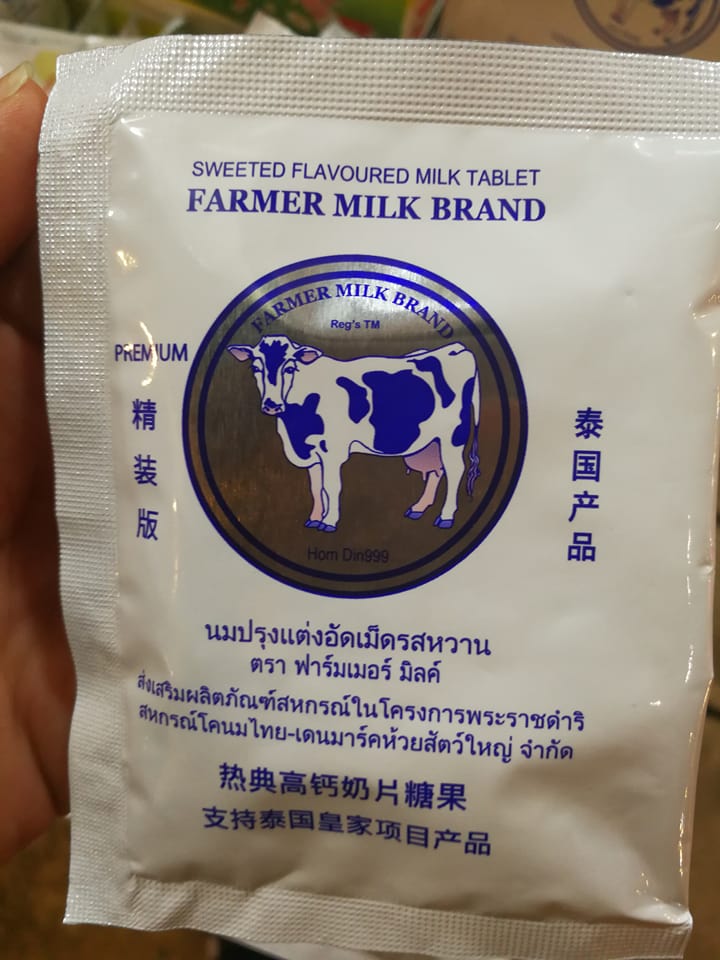 SWEETED FLAVOURED MILK TABLET
FARMER MILK BRAND
FARMER MILK BRAND
Reg's TM
PREMIUM
精装版
泰国产品
Hom Din999
นมปรุงแต่งอัดเม็ดรสหวาน
ตรา ฟาร์มเมอร์ มิลค์
ส่งเสริมผลิตภัณฑ์สหกรณ์ในโครงการพระราชดำริ
สหกรณ์โคนมไทย-เดนมาร์คห้วยสัตว์ใหญ่ จำกัด
热典高钙奶片糖果
支持泰国皇家项目产品